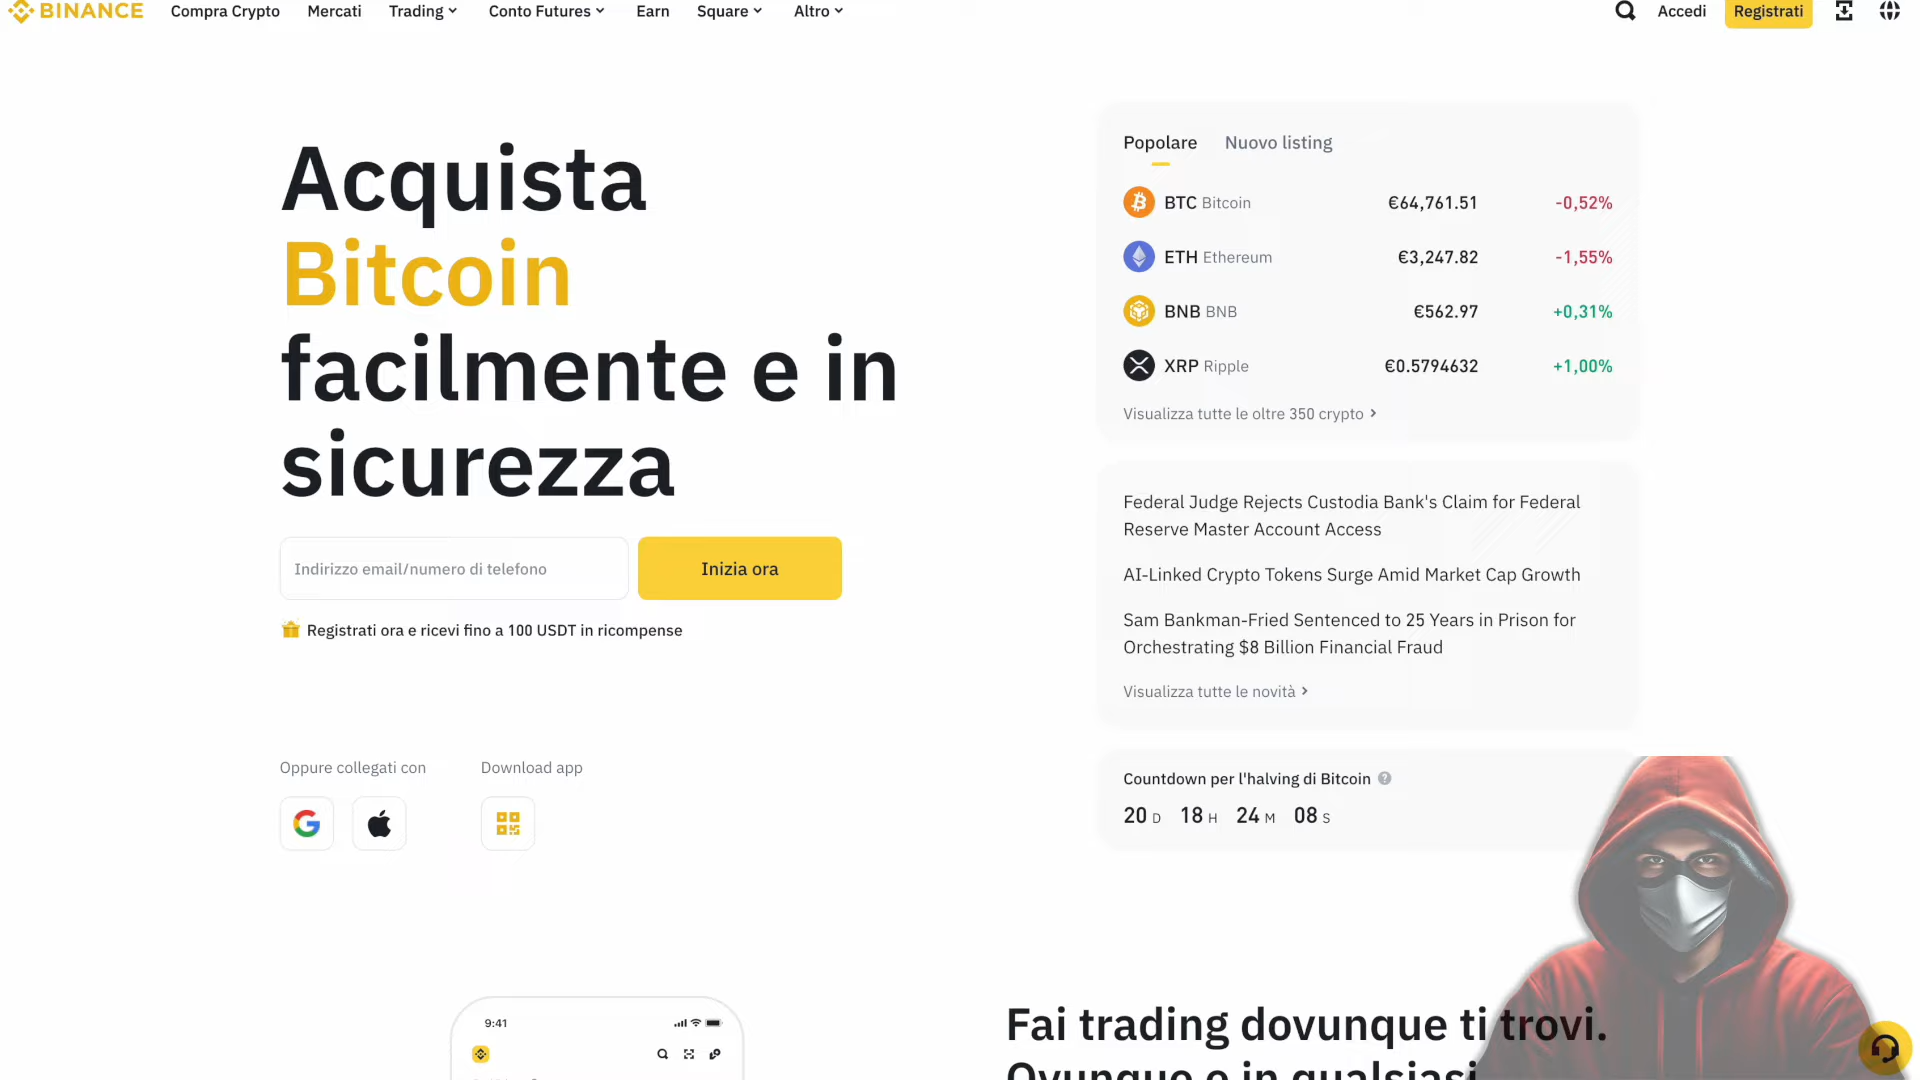 BINANCE Compra Crypto Mercati Trading Conto Futures Earn Square Altro Accedi Registrati
Acquista
Bitcoin
facilmente e in
sicurezza
Indirizzo email/numero di telefono Inizia ora
Registrati ora e ricevi fino a 100 USDT in ricompense
Oppure collegati con Download app
Popolare Nuovo listing
BTC Bitcoin €64,761.51 -0,52%
ETH Ethereum €3,247.82 -1,55%
BNB BNB €562.97 +0,31%
XRP Ripple €0.5794632 +1,00%
Visualizza tutte le oltre 350 crypto
Federal Judge Rejects Custodia Bank's Claim for Federal
Reserve Master Account Access
AI-Linked Crypto Tokens Surge Amid Market Cap Growth
Sam Bankman-Fried Sentenced to 25 Years in Prison for
Orchestrating $8 Billion Financial Fraud
Visualizza tutte le novità
Countdown per l'halving di Bitcoin
20 D 18 H 24 M 08 S
9:41
Fai trading dovunque ti trovi.
Ovunque e in qualsiasi